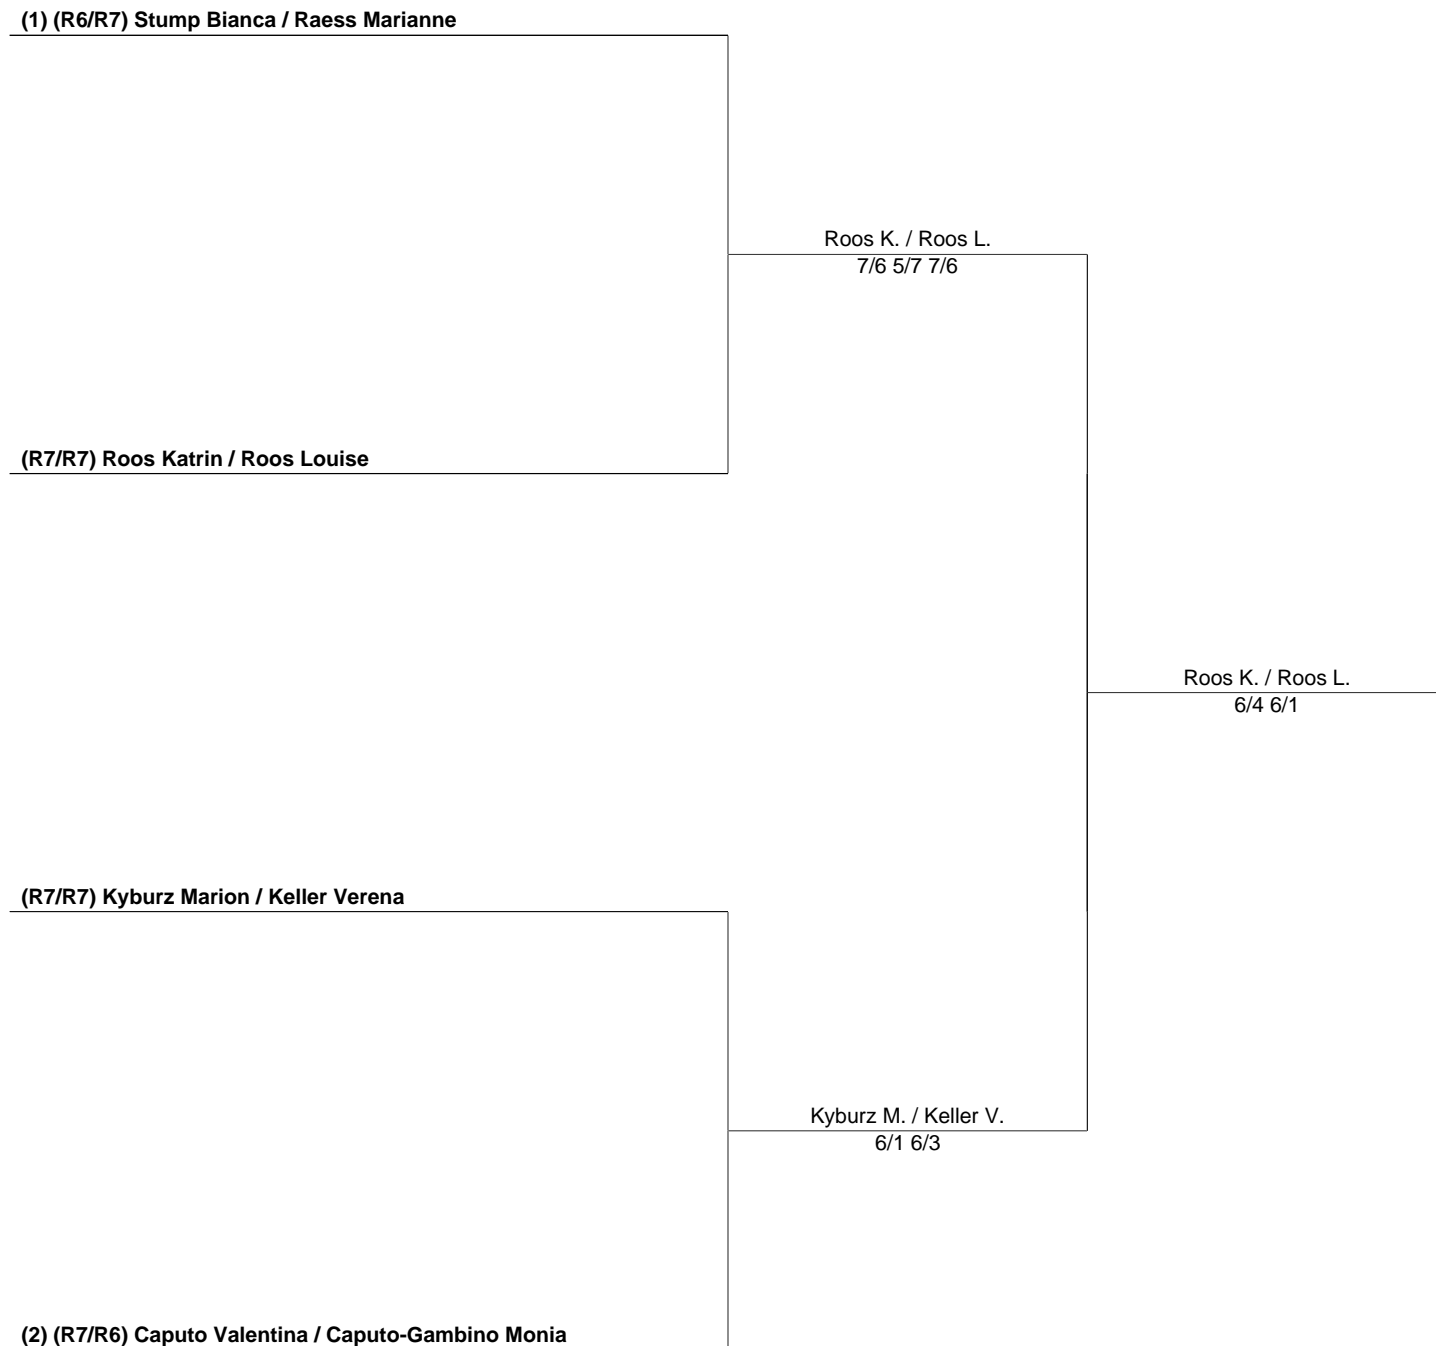 (1) (R6/R7) Stump Bianca / Raess Marianne
Roos K. / Roos L.
7/6 5/7 7/6
(R7/R7) Roos Katrin / Roos Louise
Roos K. / Roos L.
6/4 6/1
(R7/R7) Kyburz Marion / Keller Verena
Kyburz M. / Keller V.
6/1 6/3
(2) (R7/R6) Caputo Valentina / Caputo-Gambino Monia